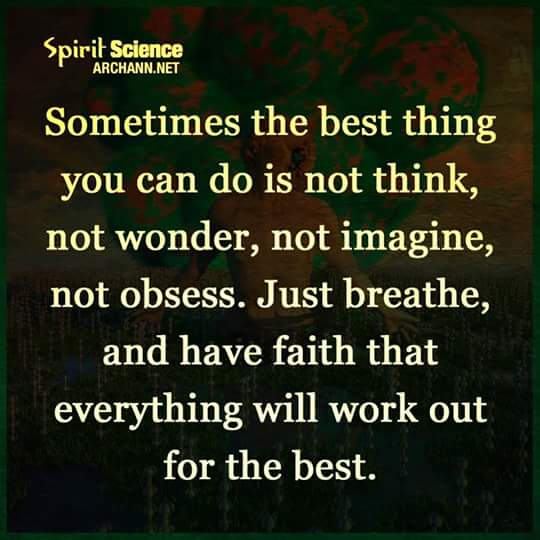 Spirit Science
ARCHANN.NET
Sometimes the best thing
you can do is not think,
not wonder, not imagine,
not obsess. Just breathe,
and have faith that
everything will work out
for the best.